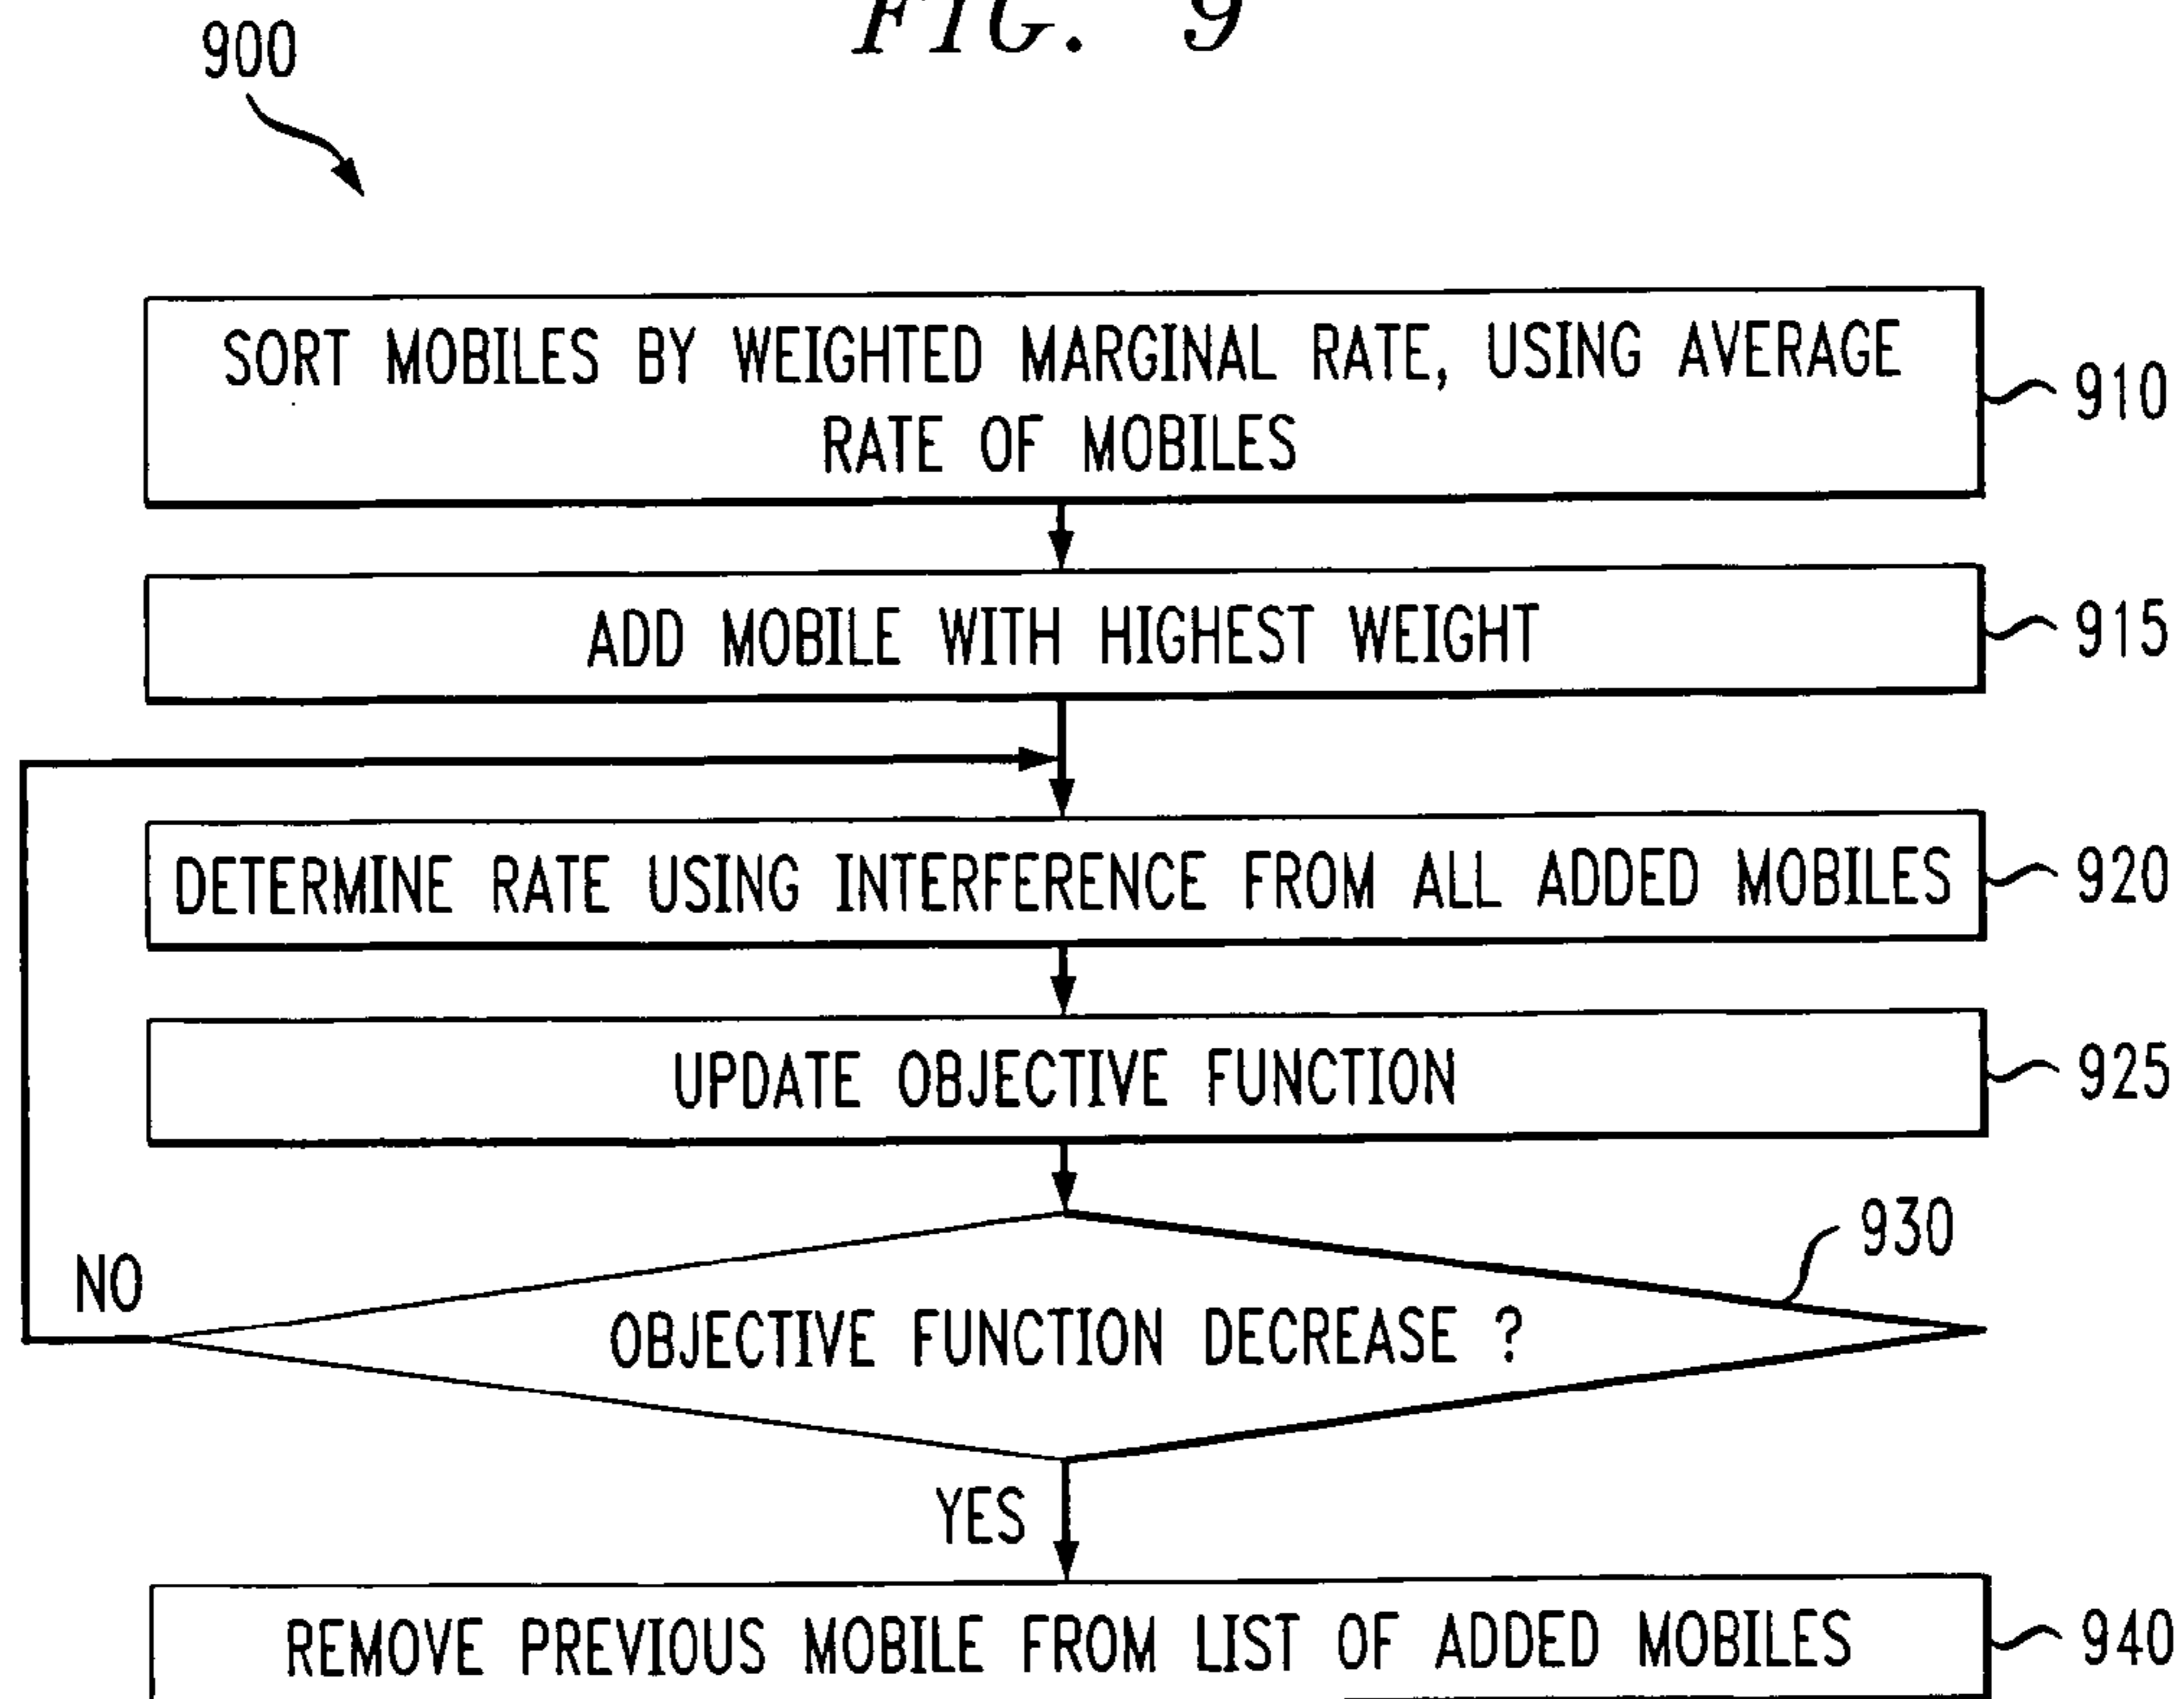 FIG. 9
900
SORT MOBILES BY WEIGHTED MARGINAL RATE, USING AVERAGE
RATE OF MOBILES
910
ADD MOBILE WITH HIGHEST WEIGHT
915
DETERMINE RATE USING INTERFERENCE FROM ALL ADDED MOBILES
920
UPDATE OBJECTIVE FUNCTION
925
930
NO
OBJECTIVE FUNCTION DECREASE ?
YES
REMOVE PREVIOUS MOBILE FROM LIST OF ADDED MOBILES
940